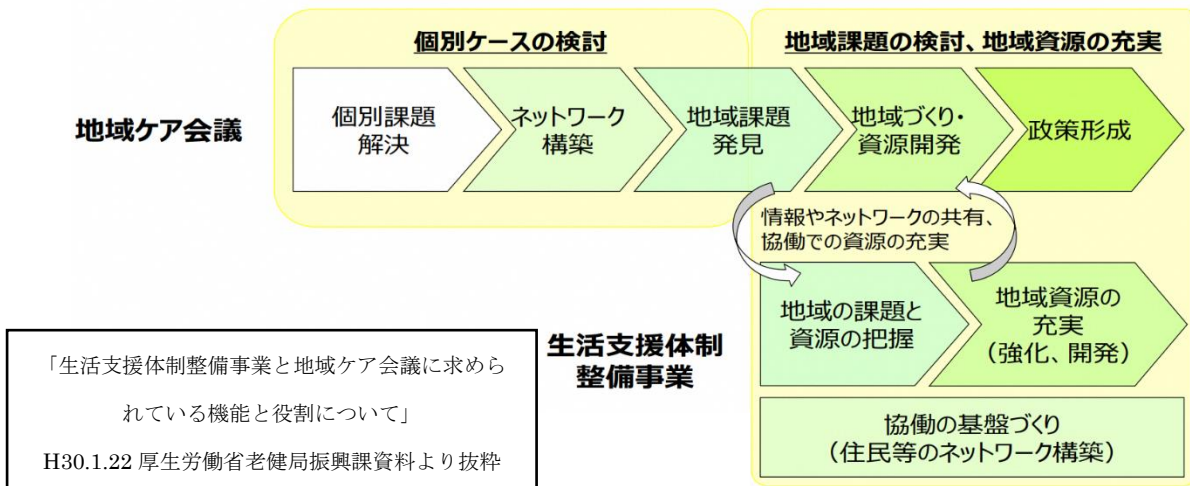 個別ケースの検討
地域課題の検討、地域資源の充実
地域ケア会議
個別課題
解決
ネットワーク
構築
地域課題
発見
地域づくり・
資源開発
政策形成
情報やネットワークの共有、
協働での資源の充実
生活支援体制
整備事業
地域の課題と
資源の把握
地域資源の
充実
（強化、開発）
協働の基盤づくり
（住民等のネットワーク構築）
「生活支援体制整備事業と地域ケア会議に求めら
れている機能と役割について」
H30.1.22 厚生労働省老健局振興課資料より抜粋